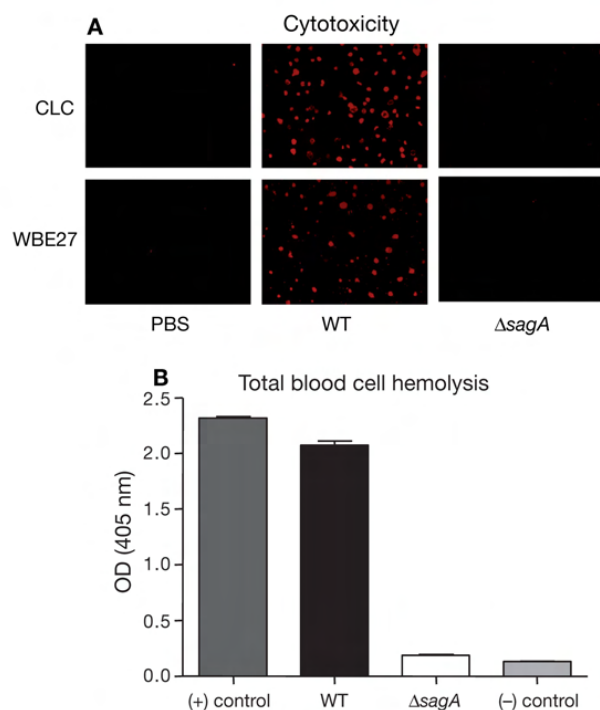 A
Cytotoxicity
CLC
WBE27
PBS WT ΔsagA
B
Total blood cell hemolysis
OD (405 nm)
2.5
2.0
1.5
1.0
0.5
0.0
(+) control WT ΔsagA (–) control